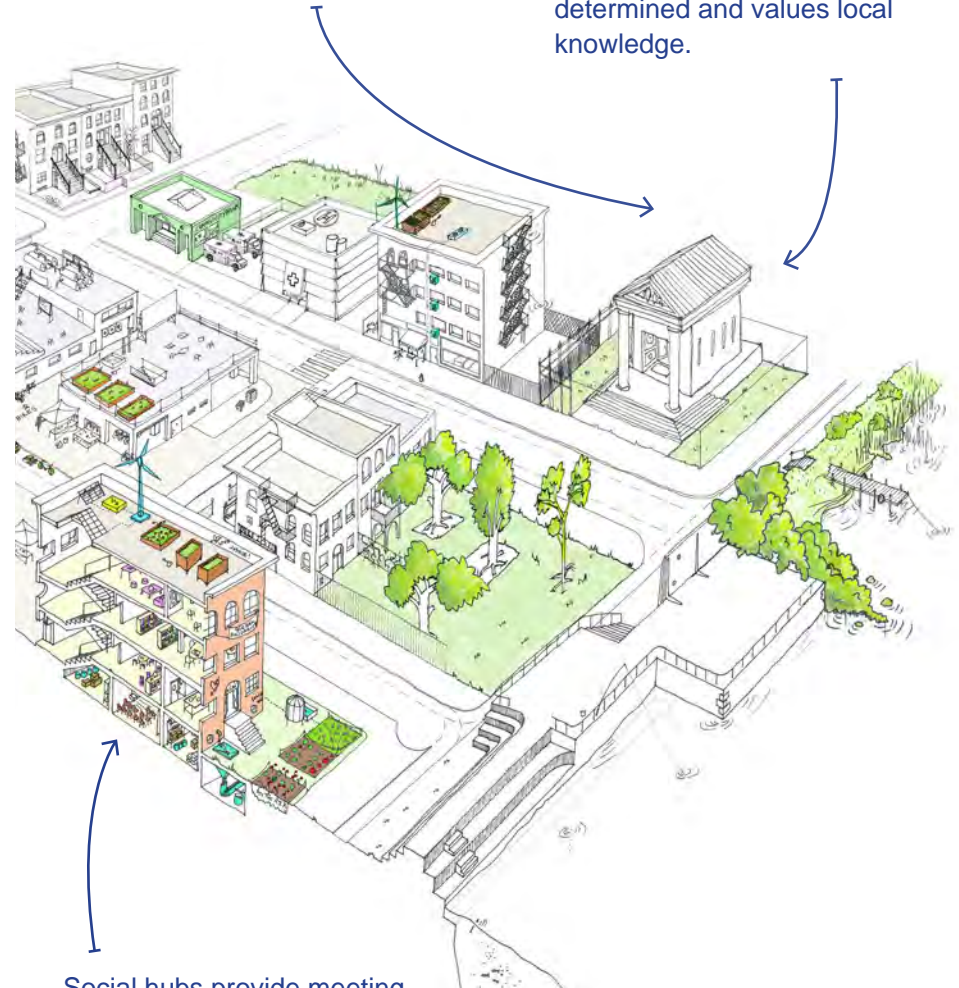 determined and values local
knowledge.
Social hubs provide meeting